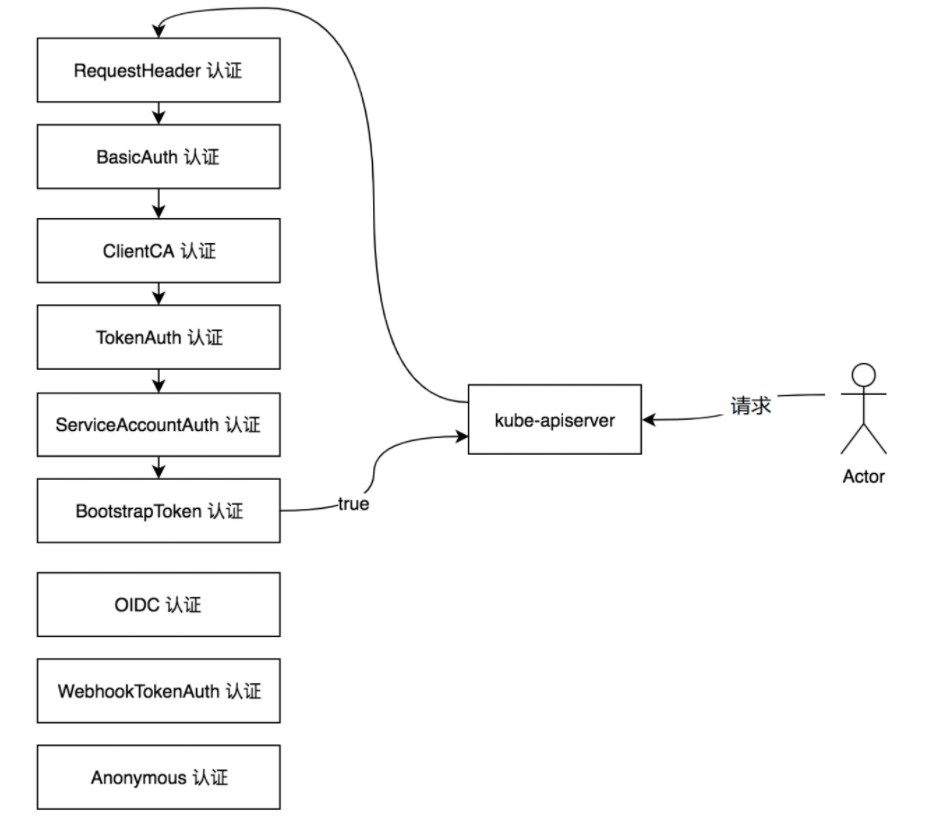 RequestHeader 认证
BasicAuth 认证
ClientCA 认证
TokenAuth 认证
ServiceAccountAuth 认证
BootstrapToken 认证
OIDC 认证
WebhookTokenAuth 认证
Anonymous 认证
true
kube-apiserver
请求
Actor